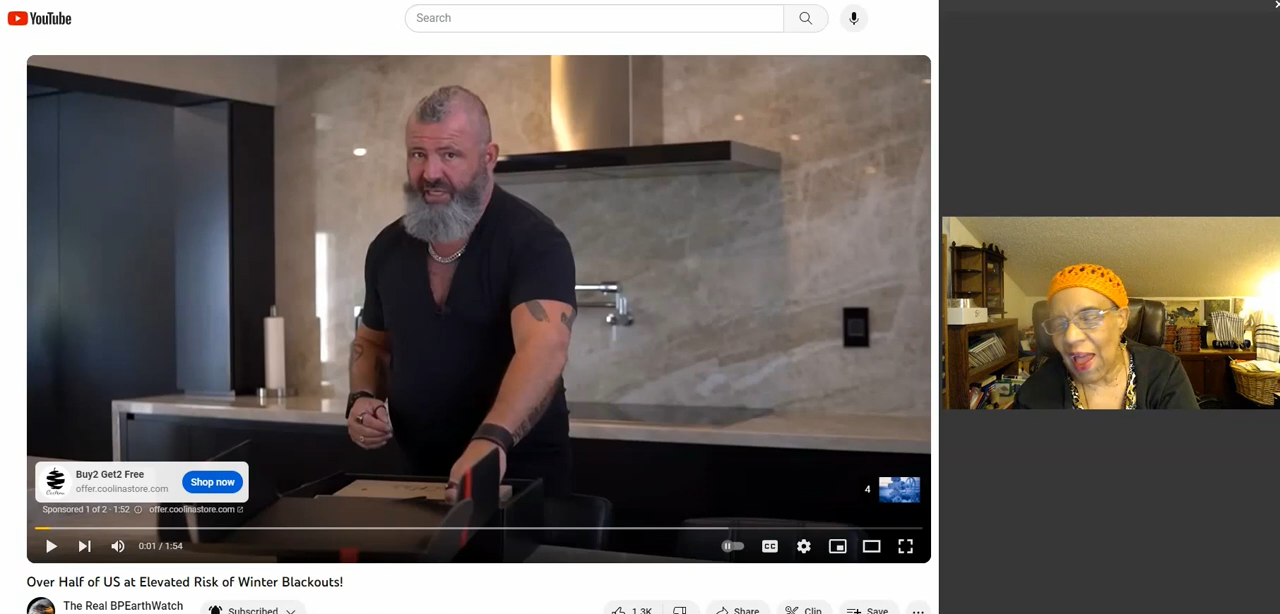 YouTube
Search
Buy2 Get2 Free
offer.coolinastore.com
Shop now
4
Sponsored 1 of 2 · 1:52
offer.coolinastore.com
0:01 / 1:54
CC
Over Half of US at Elevated Risk of Winter Blackouts!
The Real BPEarthWatch
Subscribed
1.3K
Share
Clip
Save